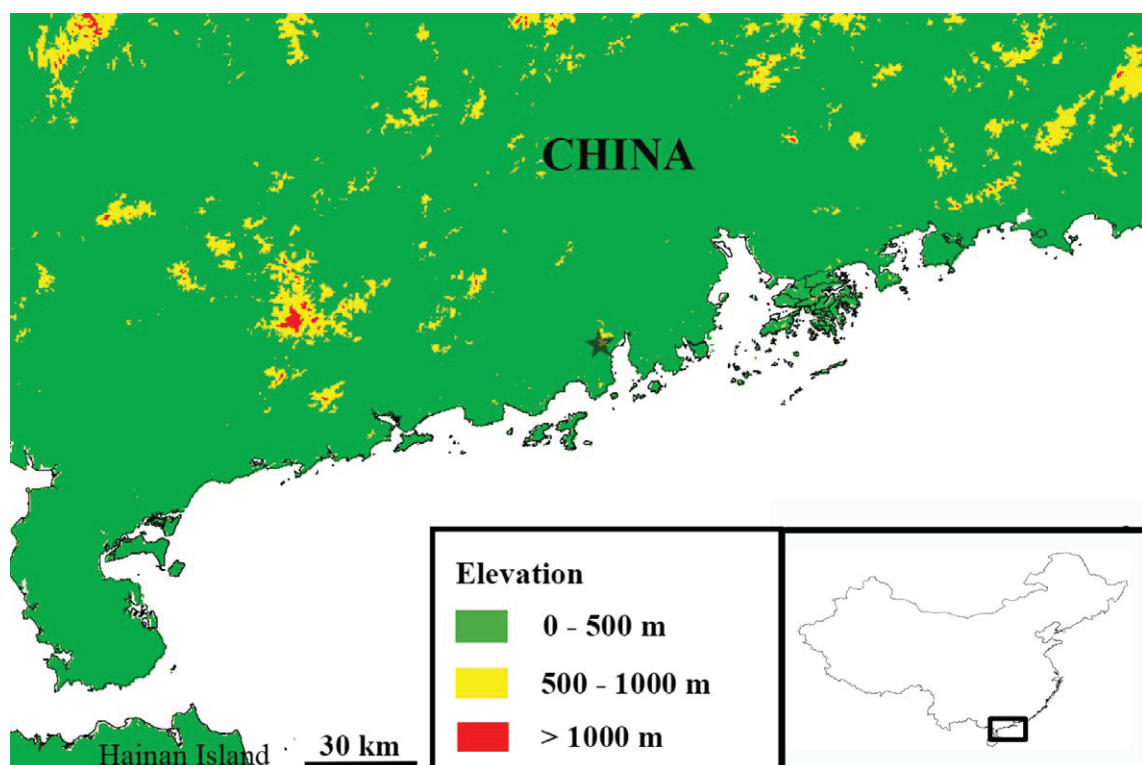 CHINA
Elevation
0 - 500 m
500 - 1000 m
> 1000 m
Hainan Island
30 km